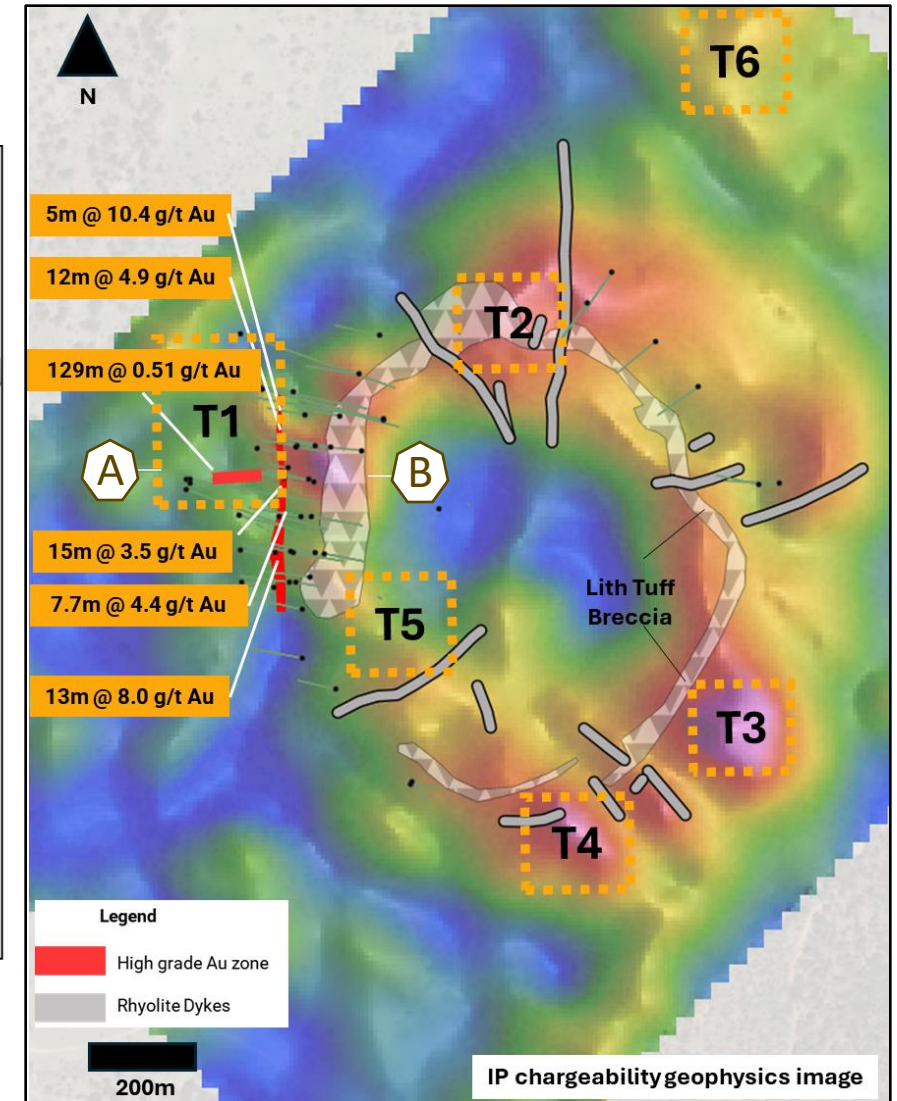 T6
N
5m @ 10.4 g/t Au
12m @ 4.9 g/t Au
T2
129m @ 0.51 g/t Au
T1
A
B
15m @ 3.5 g/t Au
Lith Tuff
Breccia
7.7m @ 4.4 g/t Au
T5
13m @ 8.0 g/t Au
T3
T4
Legend
High grade Au zone
Rhyolite Dykes
200m
IP chargeability geophysics image